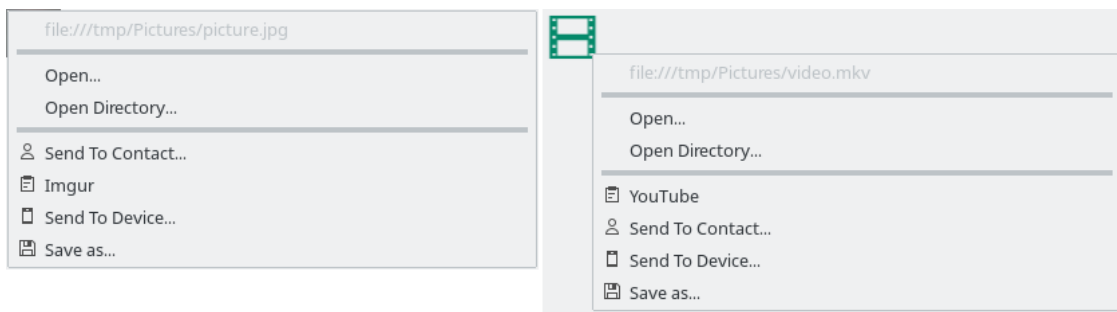 file:///tmp/Pictures/picture.jpg
Open...
Open Directory...
Send To Contact...
Imgur
Send To Device...
Save as...
file:///tmp/Pictures/video.mkv
Open...
Open Directory...
YouTube
Send To Contact...
Send To Device...
Save as...